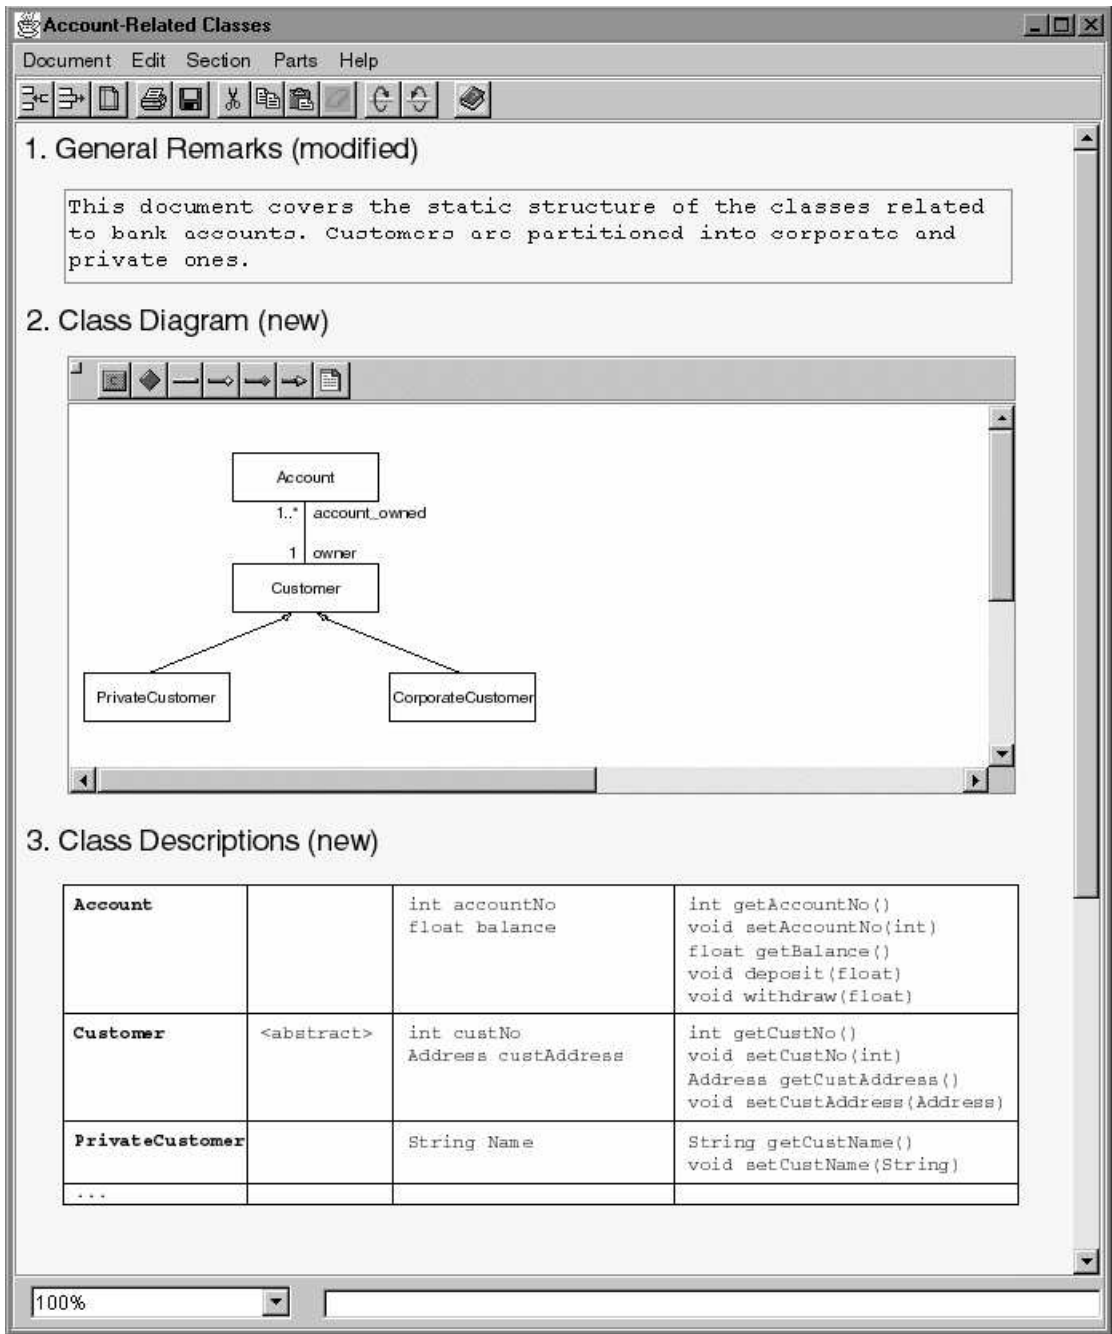 Account-Related Classes
Document Edit Section Parts Help
1. General Remarks (modified)
This document covers the static structure of the classes related
to bank accounts. Customers are partitioned into corporate and
private ones.
2. Class Diagram (new)
C
Account
1..* account_owned
1 owner
Customer
PrivateCustomer CorporateCustomer
3. Class Descriptions (new)
Account int accountNo int getAccountNo()
float balance void setAccountNo(int)
float getBalance()
void deposit(float)
void withdraw(float)
Customer <abstract> int custNo int getCustNo()
Address custAddress void setCustNo(int)
Address getCustAddress()
void setCustAddress(Address)
PrivateCustomer String Name String getCustName()
void setCustName(String)
...
100%